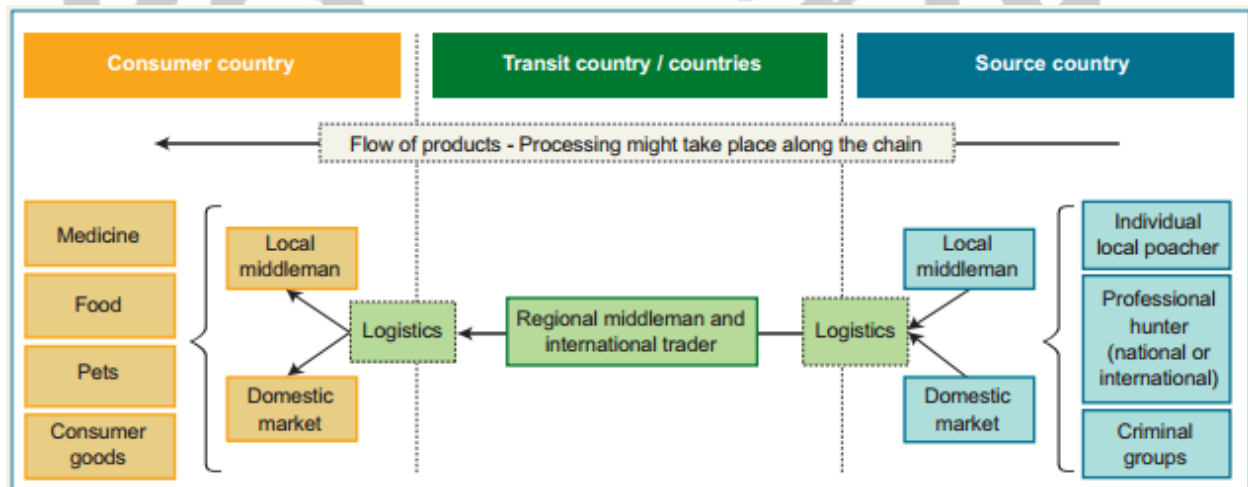 Consumer country
Transit country / countries
Source country
Flow of products - Processing might take place along the chain
Medicine
Food
Pets
Consumer
goods
Local
middleman
Domestic
market
Logistics
Regional middleman and
international trader
Logistics
Local
middleman
Domestic
market
Individual
local poacher
Professional
hunter
(national or
international)
Criminal
groups